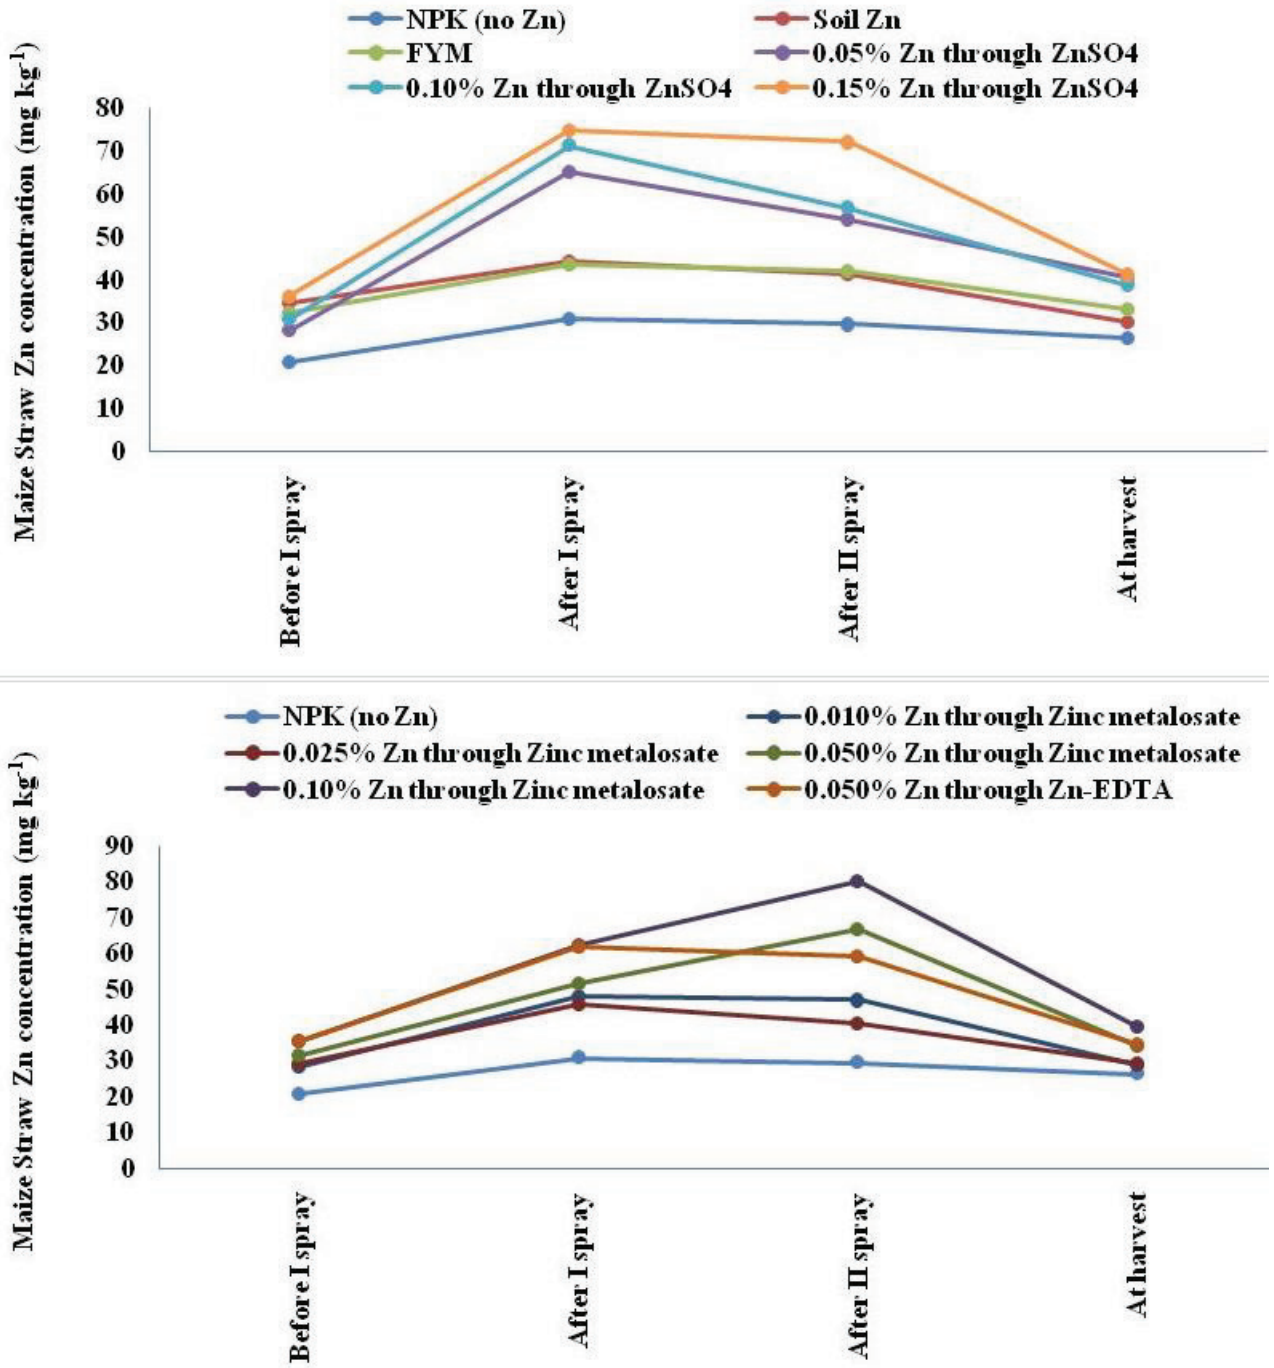 NPK (no Zn) Soil Zn
FYM 0.05% Zn through ZnSO4
0.10% Zn through ZnSO4 0.15% Zn through ZnSO4
Maize Straw Zn concentration (mg kg-1)
80
70
60
50
40
30
20
10
0
Before I spray
After I spray
After II spray
At harvest
NPK (no Zn) 0.010% Zn through Zinc metalosate
0.025% Zn through Zinc metalosate 0.050% Zn through Zinc metalosate
0.10% Zn through Zinc metalosate 0.050% Zn through Zn-EDTA
Maize Straw Zn concentration (mg kg-1)
90
80
70
60
50
40
30
20
10
0
Before I spray
After I spray
After II spray
At harvest